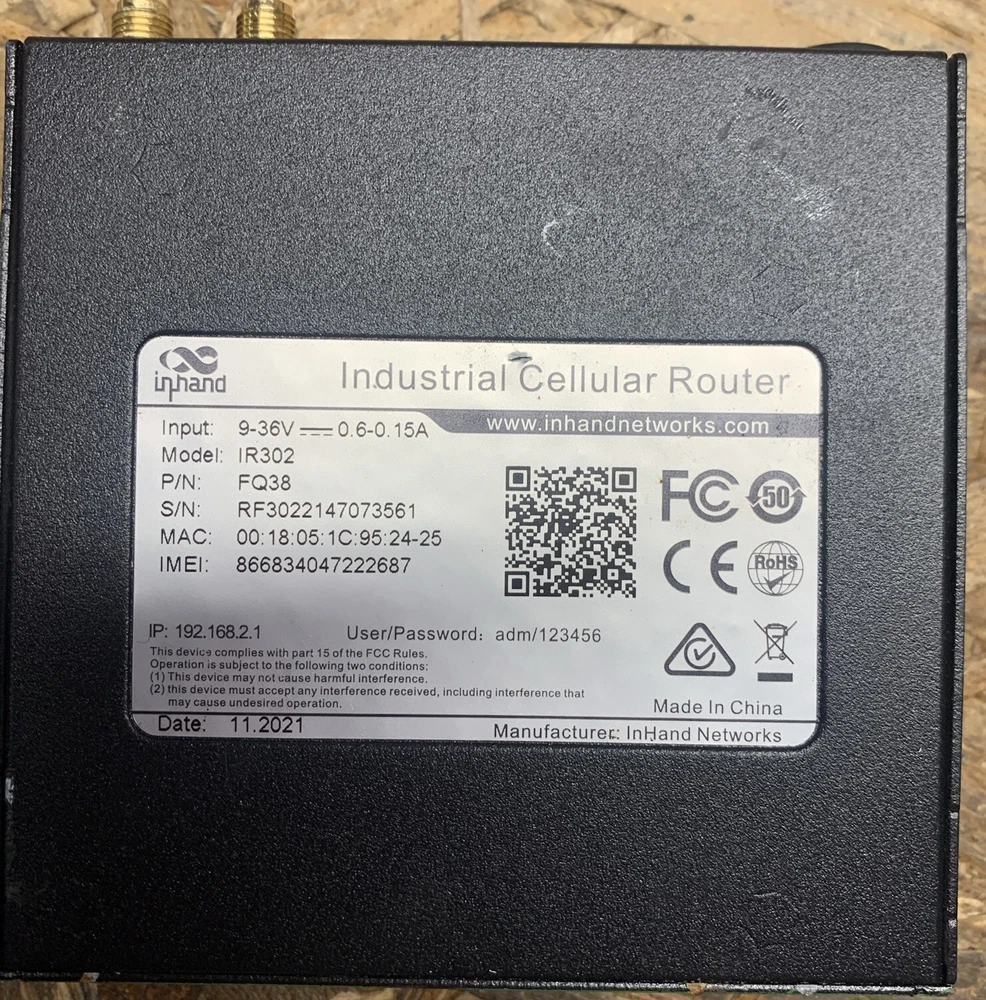 inhand
Industrial Cellular Router
www.inhandnetworks.com
Input: 9-36V 0.6-0.15A
Model: IR302
P/N: FQ38
S/N: RF3022147073561
MAC: 00:18:05:1C:95:24-25
IMEI: 866834047222687
FC
50
CE
RoHS
IP: 192.168.2.1 User/Password: adm/123456
This device complies with part 15 of the FCC Rules.
Operation is subject to the following two conditions:
(1) This device may not cause harmful interference.
(2) this device must accept any interference received, including interference that
may cause undesired operation.
Made In China
Date: 11.2021
Manufacturer: InHand Networks